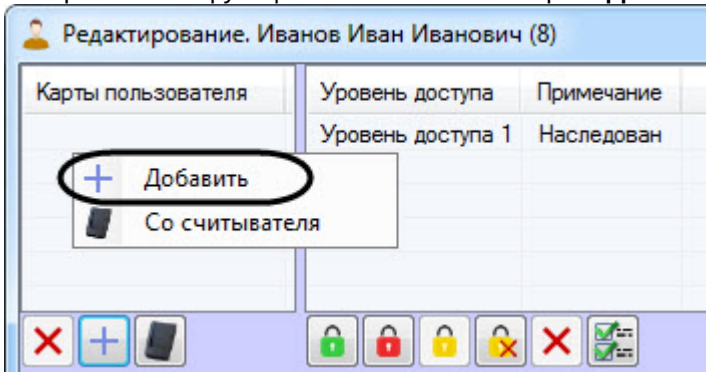 Редактирование. Иванов Иван Иванович (8)
Карты пользователя Уровень доступа Примечание
Уровень доступа 1 Наследован
Добавить
Со считывателя